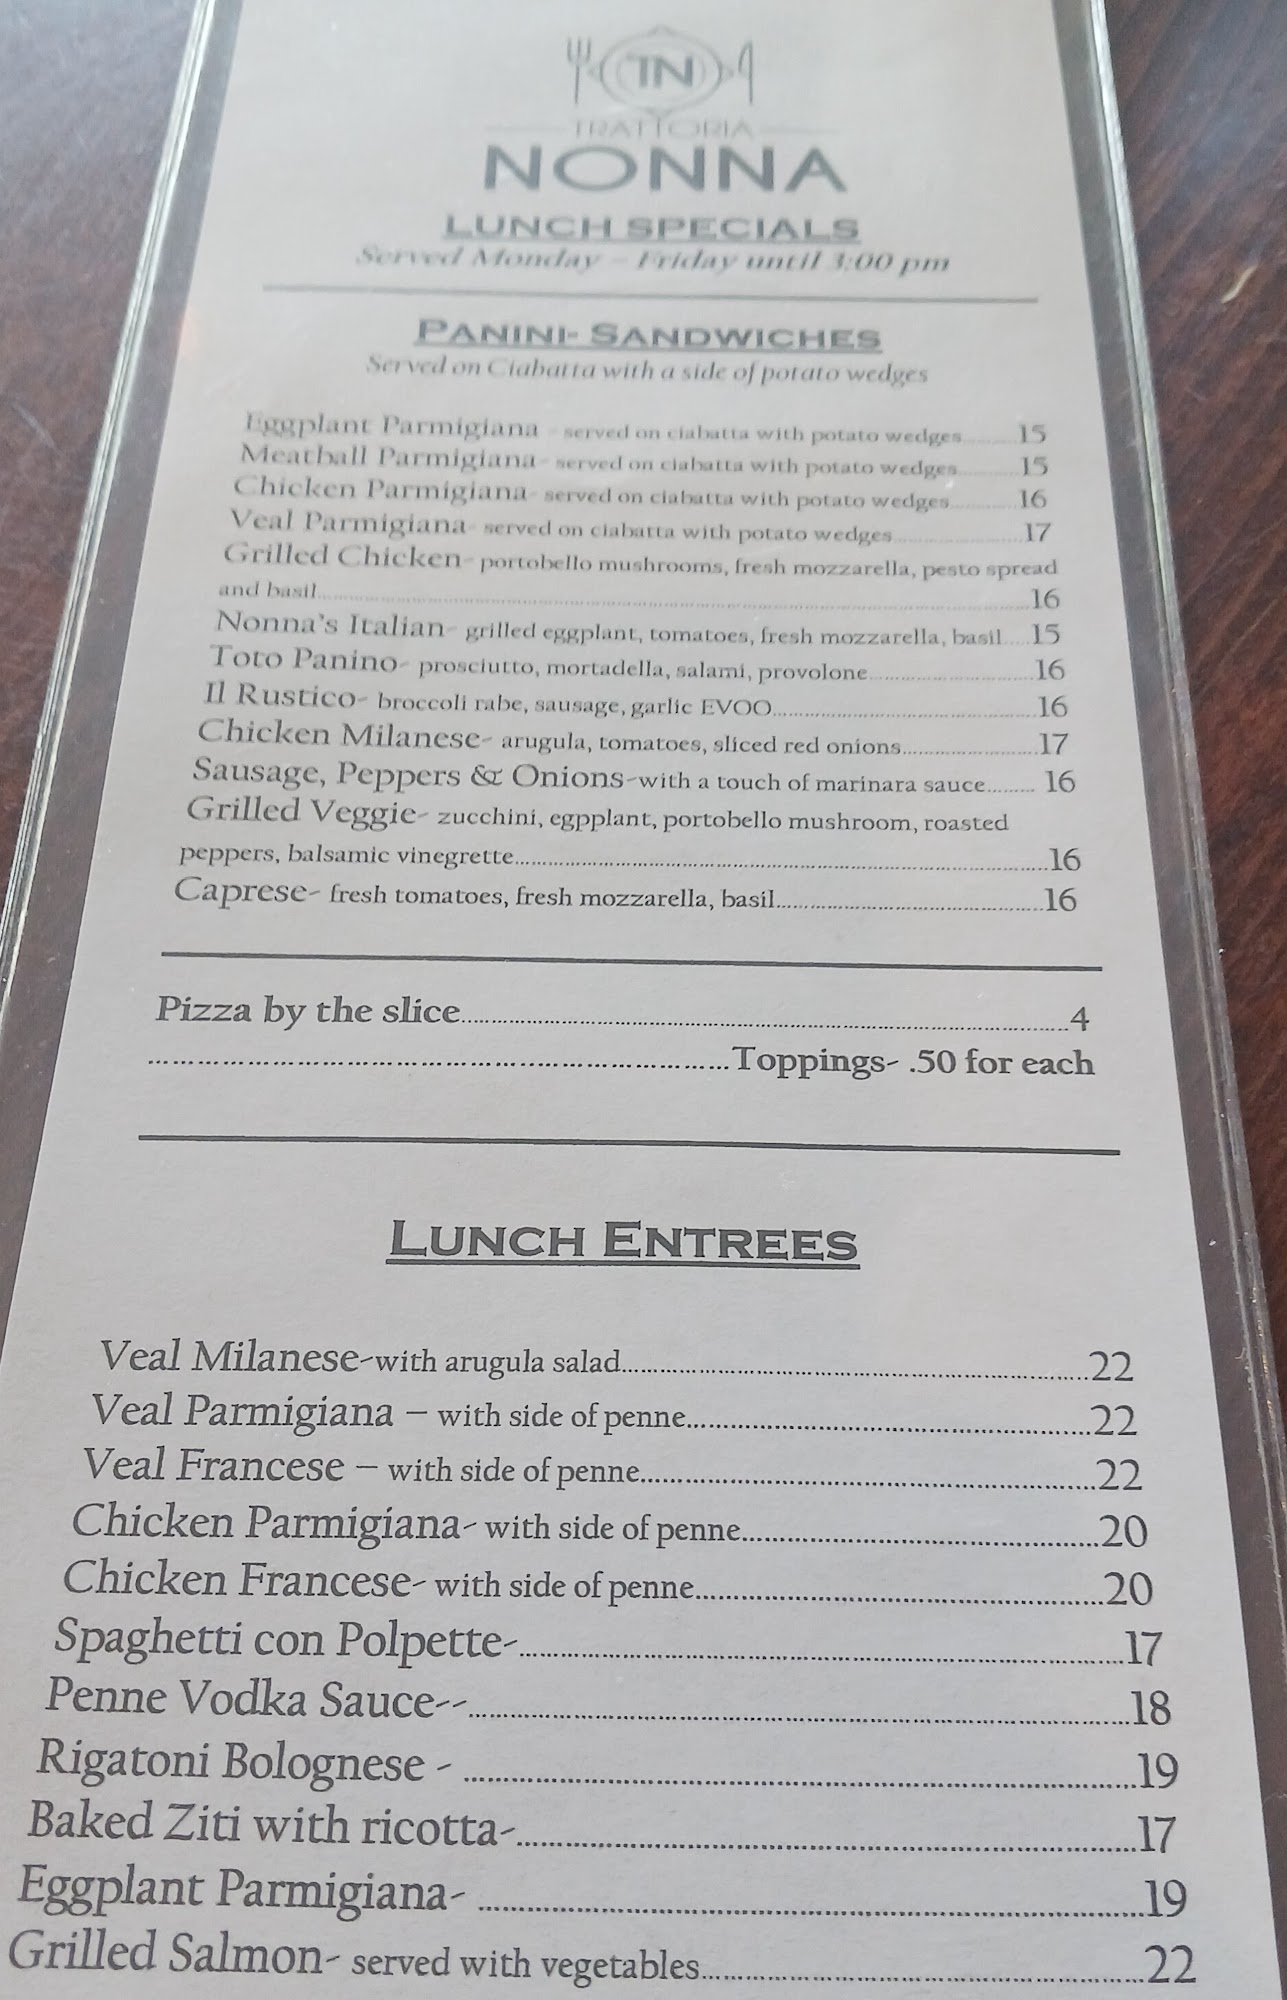 TN
TRATTORIA
NONNA
LUNCH SPECIALS
Served Monday – Friday until 3:00 pm
PANINI- SANDWICHES
Served on Ciabatta with a side of potato wedges
Eggplant Parmigiana - served on ciabatta with potato wedges..........15
Meatball Parmigiana- served on ciabatta with potato wedges..........15
Chicken Parmigiana- served on ciabatta with potato wedges..........16
Veal Parmigiana- served on ciabatta with potato wedges....................17
Grilled Chicken- portobello mushrooms, fresh mozzarella, pesto spread
and basil....................16
Nonna's Italian- grilled eggplant, tomatoes, fresh mozzarella, basil.....15
Toto Panino- prosciutto, mortadella, salami, provolone....................16
Il Rustico- broccoli rabe, sausage, garlic EVOO....................16
Chicken Milanese- arugula, tomatoes, sliced red onions....................17
Sausage, Peppers & Onions-with a touch of marinara sauce......... 16
Grilled Veggie- zucchini, egpplant, portobello mushroom, roasted
peppers, balsamic vinegrette....................16
Caprese- fresh tomatoes, fresh mozzarella, basil....................16
Pizza by the slice....................4
....................Toppings- .50 for each
LUNCH ENTREES
Veal Milanese-with arugula salad....................22
Veal Parmigiana – with side of penne....................22
Veal Francese – with side of penne....................22
Chicken Parmigiana- with side of penne....................20
Chicken Francese- with side of penne....................20
Spaghetti con Polpette-....................17
Penne Vodka Sauce--....................18
Rigatoni Bolognese - ....................19
Baked Ziti with ricotta-....................17
Eggplant Parmigiana- ....................19
Grilled Salmon- served with vegetables....................22